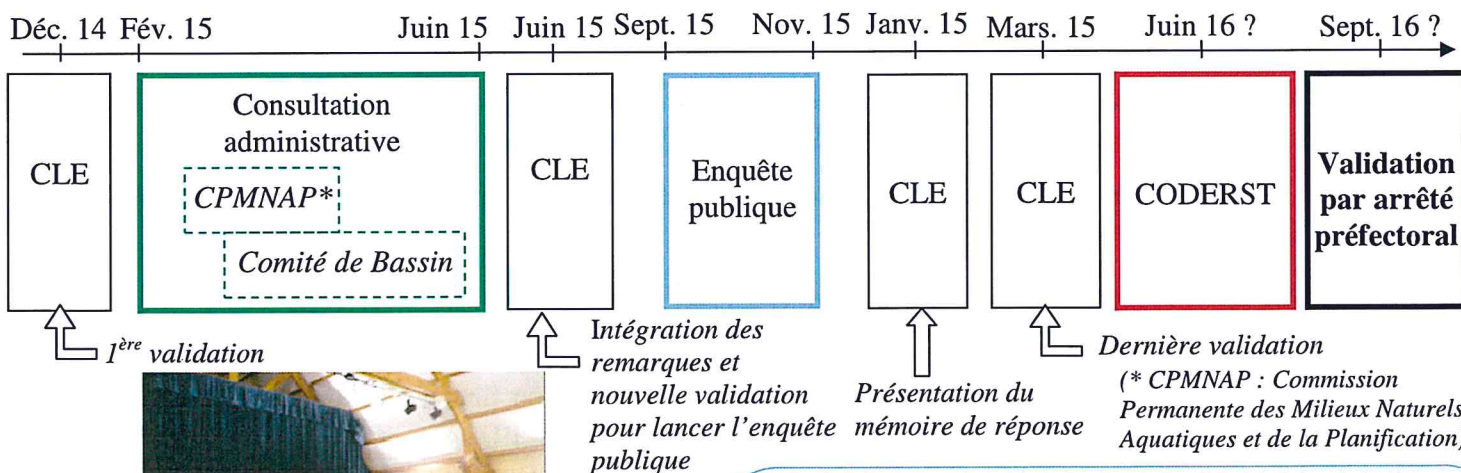 Déc. 14 Fév. 15 Juin 15 Juin 15 Sept. 15 Nov. 15 Janv. 15 Mars. 15 Juin 16 ? Sept. 16 ?
CLE
Consultation
administrative
CPMNAP*
Comité de Bassin
CLE
Enquête
publique
CLE
CLE
CODERST
Validation
par arrêté
préfectoral
1ère validation
Intégration des
remarques et
nouvelle validation
pour lancer l’enquête
publique
Présentation du
mémoire de réponse
Dernière validation
(* CPMNAP : Commission
Permanente des Milieux Naturels
Aquatiques et de la Planification)